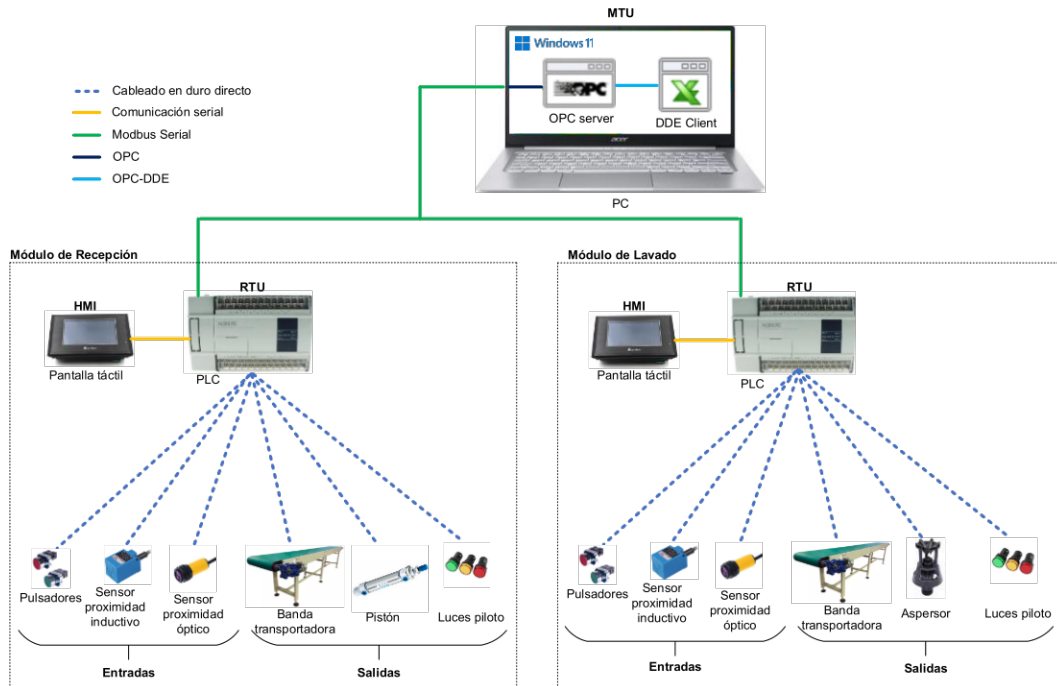 MTU
Windows 11
OPC
OPC server
DDE Client
acer
PC
Cableado en duro directo
Comunicación serial
Modbus Serial
OPC
OPC-DDE
Módulo de Recepción
HMI
Pantalla táctil
RTU
PLC
Pulsadores
Sensor
proximidad
inductivo
Sensor
proximidad
óptico
Banda
transportadora
Pistón
Luces piloto
Entradas
Salidas
Módulo de Lavado
HMI
Pantalla táctil
RTU
PLC
Pulsadores
Sensor
proximidad
inductivo
Sensor
proximidad
óptico
Banda
transportadora
Aspersor
Luces piloto
Entradas
Salidas